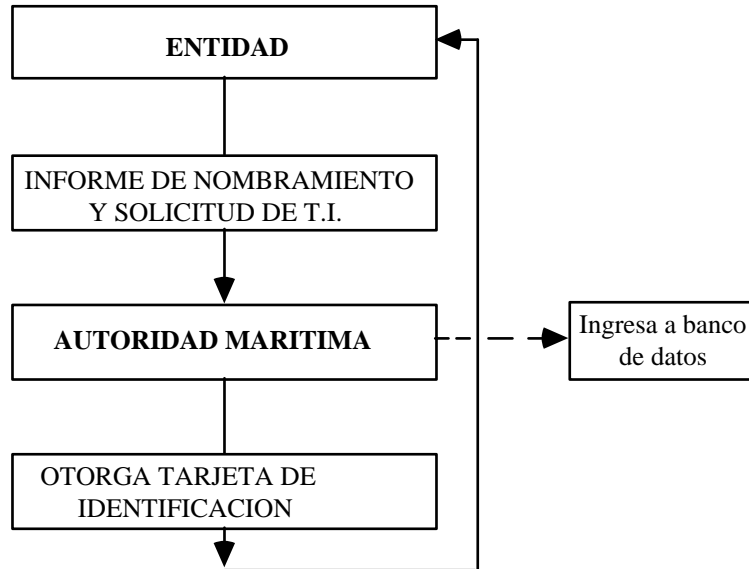 ENTIDAD
INFORME DE NOMBRAMIENTO
Y SOLICITUD DE T.I.
AUTORIDAD MARITIMA
Ingresa a banco
de datos
OTORGA TARJETA DE
IDENTIFICACION